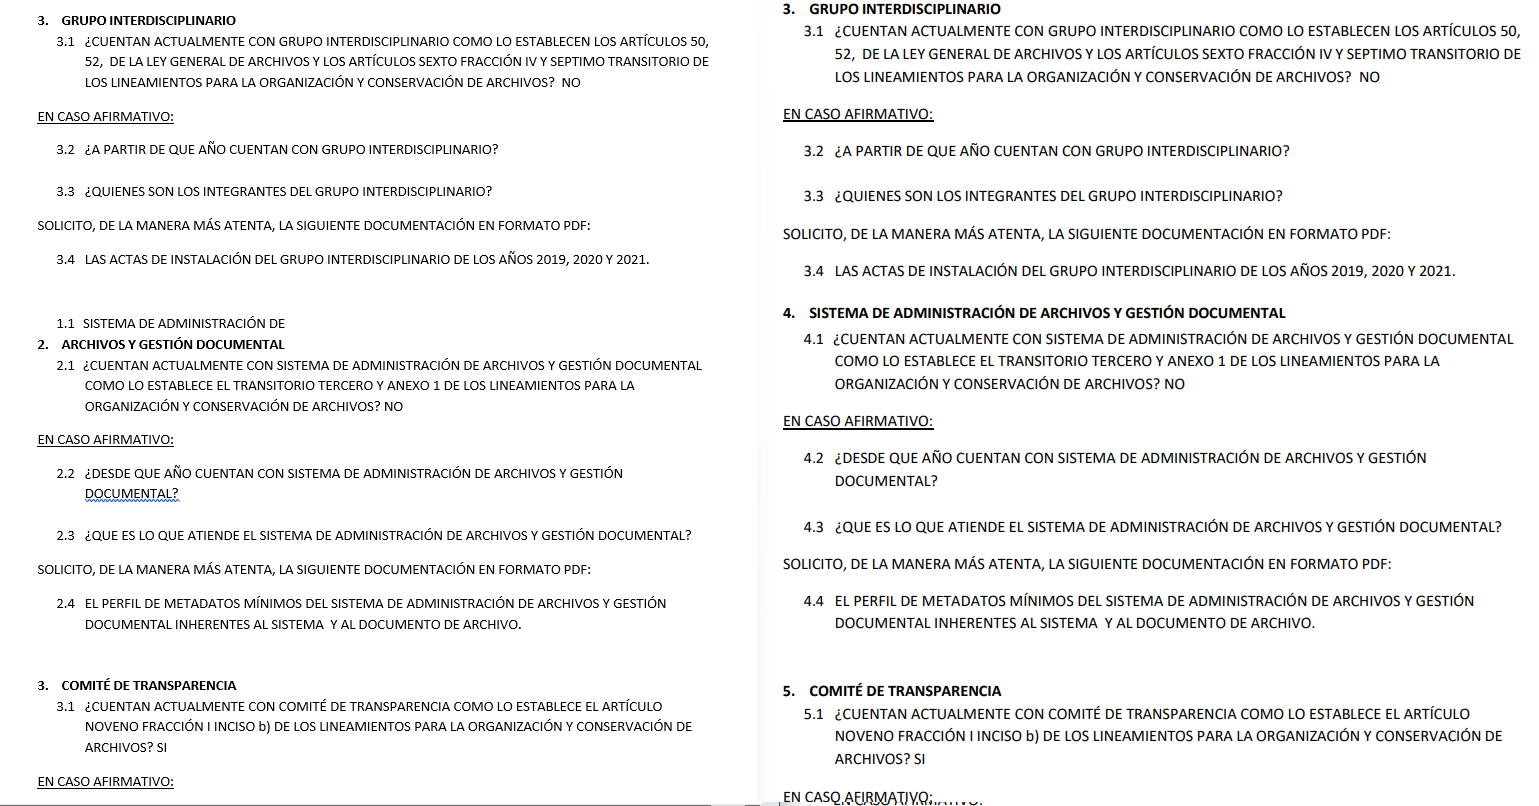 3. GRUPO INTERDISCIPLINARIO
3.1 ¿CUENTAN ACTUALMENTE CON GRUPO INTERDISCIPLINARIO COMO LO ESTABLECEN LOS ARTÍCULOS 50,
52, DE LA LEY GENERAL DE ARCHIVOS Y LOS ARTÍCULOS SEXTO FRACCIÓN IV Y SEPTIMO TRANSITORIO DE
LOS LINEAMIENTOS PARA LA ORGANIZACIÓN Y CONSERVACIÓN DE ARCHIVOS? NO
EN CASO AFIRMATIVO:
3.2 ¿A PARTIR DE QUE AÑO CUENTAN CON GRUPO INTERDISCIPLINARIO?
3.3 ¿QUIENES SON LOS INTEGRANTES DEL GRUPO INTERDISCIPLINARIO?
SOLICITO, DE LA MANERA MÁS ATENTA, LA SIGUIENTE DOCUMENTACIÓN EN FORMATO PDF:
3.4 LAS ACTAS DE INSTALACIÓN DEL GRUPO INTERDISCIPLINARIO DE LOS AÑOS 2019, 2020 Y 2021.
1.1 SISTEMA DE ADMINISTRACIÓN DE
2. ARCHIVOS Y GESTIÓN DOCUMENTAL
2.1 ¿CUENTAN ACTUALMENTE CON SISTEMA DE ADMINISTRACIÓN DE ARCHIVOS Y GESTIÓN DOCUMENTAL
COMO LO ESTABLECE EL TRANSITORIO TERCERO Y ANEXO 1 DE LOS LINEAMIENTOS PARA LA
ORGANIZACIÓN Y CONSERVACIÓN DE ARCHIVOS? NO
EN CASO AFIRMATIVO:
2.2 ¿DESDE QUE AÑO CUENTAN CON SISTEMA DE ADMINISTRACIÓN DE ARCHIVOS Y GESTIÓN
DOCUMENTAL?
2.3 ¿QUE ES LO QUE ATIENDE EL SISTEMA DE ADMINISTRACIÓN DE ARCHIVOS Y GESTIÓN DOCUMENTAL?
SOLICITO, DE LA MANERA MÁS ATENTA, LA SIGUIENTE DOCUMENTACIÓN EN FORMATO PDF:
2.4 EL PERFIL DE METADATOS MÍNIMOS DEL SISTEMA DE ADMINISTRACIÓN DE ARCHIVOS Y GESTIÓN
DOCUMENTAL INHERENTES AL SISTEMA Y AL DOCUMENTO DE ARCHIVO.
3. COMITÉ DE TRANSPARENCIA
3.1 ¿CUENTAN ACTUALMENTE CON COMITÉ DE TRANSPARENCIA COMO LO ESTABLECE EL ARTÍCULO
NOVENO FRACCIÓN I INCISO b) DE LOS LINEAMIENTOS PARA LA ORGANIZACIÓN Y CONSERVACIÓN DE
ARCHIVOS? SI
EN CASO AFIRMATIVO:
3. GRUPO INTERDISCIPLINARIO
3.1 ¿CUENTAN ACTUALMENTE CON GRUPO INTERDISCIPLINARIO COMO LO ESTABLECEN LOS ARTÍCULOS 50,
52, DE LA LEY GENERAL DE ARCHIVOS Y LOS ARTÍCULOS SEXTO FRACCIÓN IV Y SEPTIMO TRANSITORIO DE
LOS LINEAMIENTOS PARA LA ORGANIZACIÓN Y CONSERVACIÓN DE ARCHIVOS? NO
EN CASO AFIRMATIVO:
3.2 ¿A PARTIR DE QUE AÑO CUENTAN CON GRUPO INTERDISCIPLINARIO?
3.3 ¿QUIENES SON LOS INTEGRANTES DEL GRUPO INTERDISCIPLINARIO?
SOLICITO, DE LA MANERA MÁS ATENTA, LA SIGUIENTE DOCUMENTACIÓN EN FORMATO PDF:
3.4 LAS ACTAS DE INSTALACIÓN DEL GRUPO INTERDISCIPLINARIO DE LOS AÑOS 2019, 2020 Y 2021.
4. SISTEMA DE ADMINISTRACIÓN DE ARCHIVOS Y GESTIÓN DOCUMENTAL
4.1 ¿CUENTAN ACTUALMENTE CON SISTEMA DE ADMINISTRACIÓN DE ARCHIVOS Y GESTIÓN DOCUMENTAL
COMO LO ESTABLECE EL TRANSITORIO TERCERO Y ANEXO 1 DE LOS LINEAMIENTOS PARA LA
ORGANIZACIÓN Y CONSERVACIÓN DE ARCHIVOS? NO
EN CASO AFIRMATIVO:
4.2 ¿DESDE QUE AÑO CUENTAN CON SISTEMA DE ADMINISTRACIÓN DE ARCHIVOS Y GESTIÓN
DOCUMENTAL?
4.3 ¿QUE ES LO QUE ATIENDE EL SISTEMA DE ADMINISTRACIÓN DE ARCHIVOS Y GESTIÓN DOCUMENTAL?
SOLICITO, DE LA MANERA MÁS ATENTA, LA SIGUIENTE DOCUMENTACIÓN EN FORMATO PDF:
4.4 EL PERFIL DE METADATOS MÍNIMOS DEL SISTEMA DE ADMINISTRACIÓN DE ARCHIVOS Y GESTIÓN
DOCUMENTAL INHERENTES AL SISTEMA Y AL DOCUMENTO DE ARCHIVO.
5. COMITÉ DE TRANSPARENCIA
5.1 ¿CUENTAN ACTUALMENTE CON COMITÉ DE TRANSPARENCIA COMO LO ESTABLECE EL ARTÍCULO
NOVENO FRACCIÓN I INCISO b) DE LOS LINEAMIENTOS PARA LA ORGANIZACIÓN Y CONSERVACIÓN DE
ARCHIVOS? SI
EN CASO AFIRMATIVO: